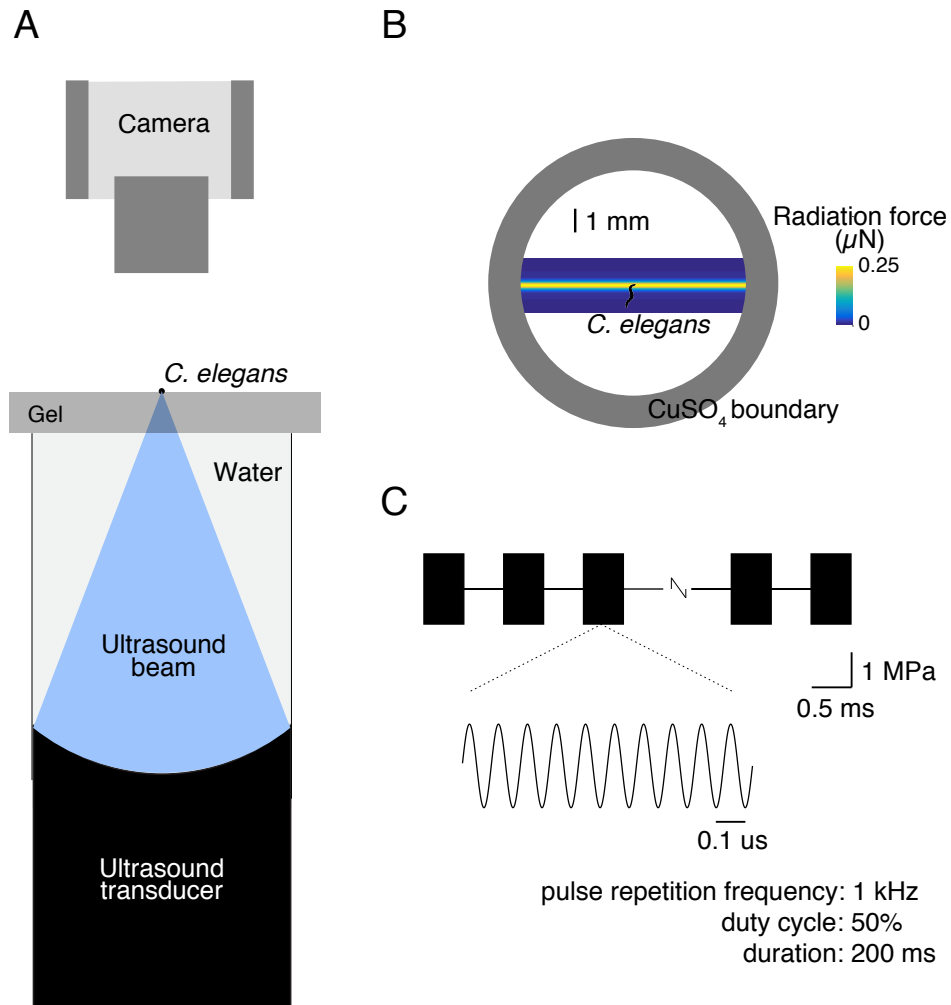 A
Camera
C. elegans
Gel
Water
Ultrasound
beam
Ultrasound
transducer
B
1 mm
Radiation force
(µN)
0.25
0
C. elegans
CuSO₄ boundary
C
1 MPa
0.5 ms
0.1 us
pulse repetition frequency: 1 kHz
duty cycle: 50%
duration: 200 ms